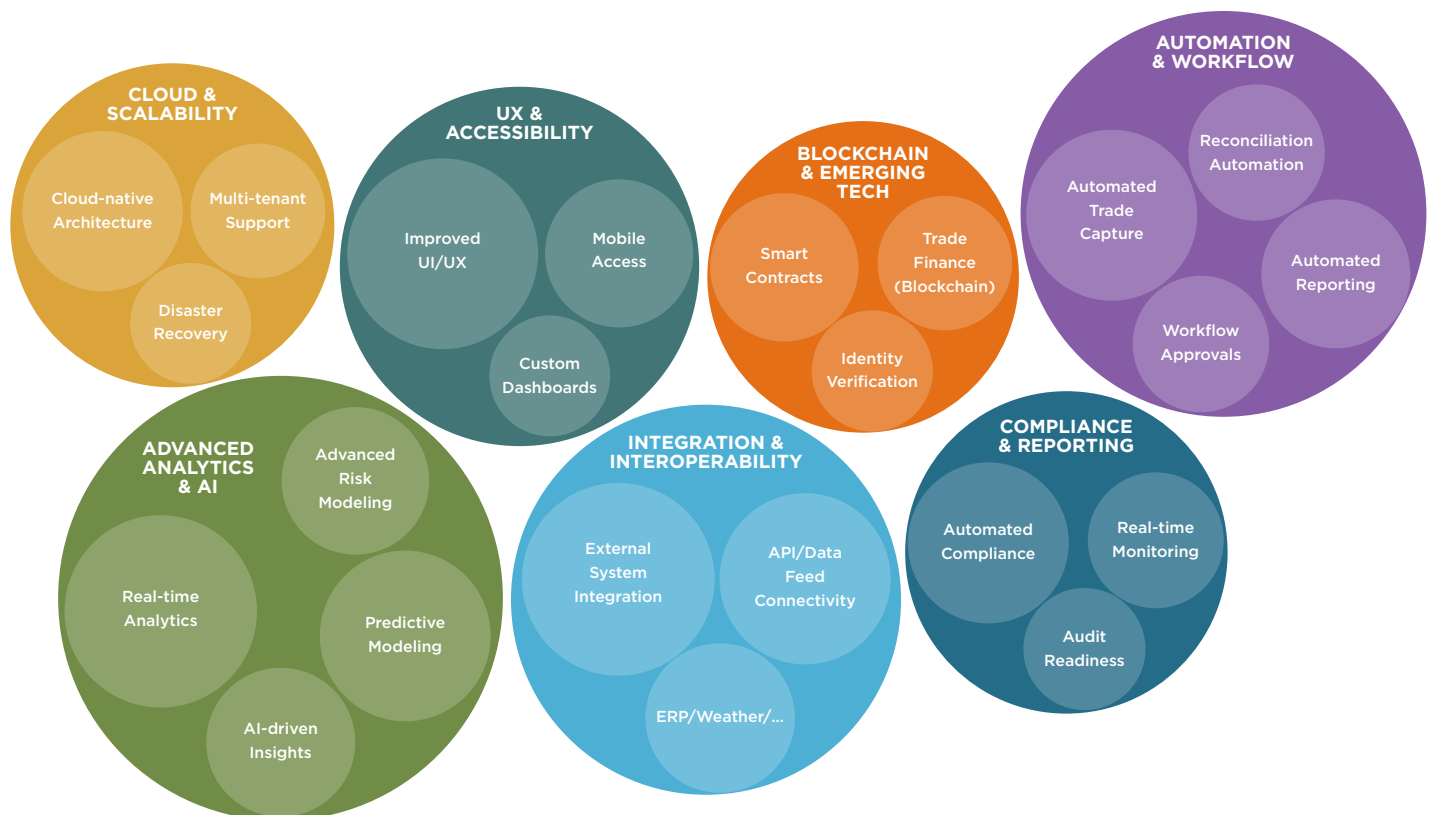 CLOUD &
SCALABILITY
Cloud-native
Architecture
Multi-tenant
Support
Disaster
Recovery
UX &
ACCESSIBILITY
Improved
UI/UX
Mobile
Access
Custom
Dashboards
BLOCKCHAIN
& EMERGING
TECH
Smart
Contracts
Trade
Finance
(Blockchain)
Identity
Verification
AUTOMATION
& WORKFLOW
Reconciliation
Automation
Automated
Trade
Capture
Automated
Reporting
Workflow
Approvals
ADVANCED
ANALYTICS
& AI
Advanced
Risk
Modeling
Real-time
Analytics
Predictive
Modeling
AI-driven
Insights
INTEGRATION &
INTEROPERABILITY
External
System
Integration
API/Data
Feed
Connectivity
ERP/Weather/...
COMPLIANCE
& REPORTING
Automated
Compliance
Real-time
Monitoring
Audit
Readiness